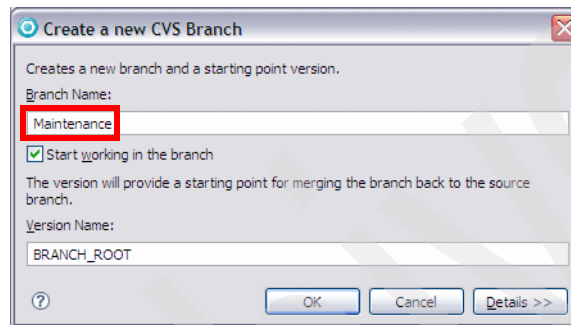 Create a new CVS Branch
Creates a new branch and a starting point version.
Branch Name:
Maintenance
Start working in the branch
The version will provide a starting point for merging the branch back to the source
branch.
Version Name:
BRANCH_ROOT
OK Cancel Details >>